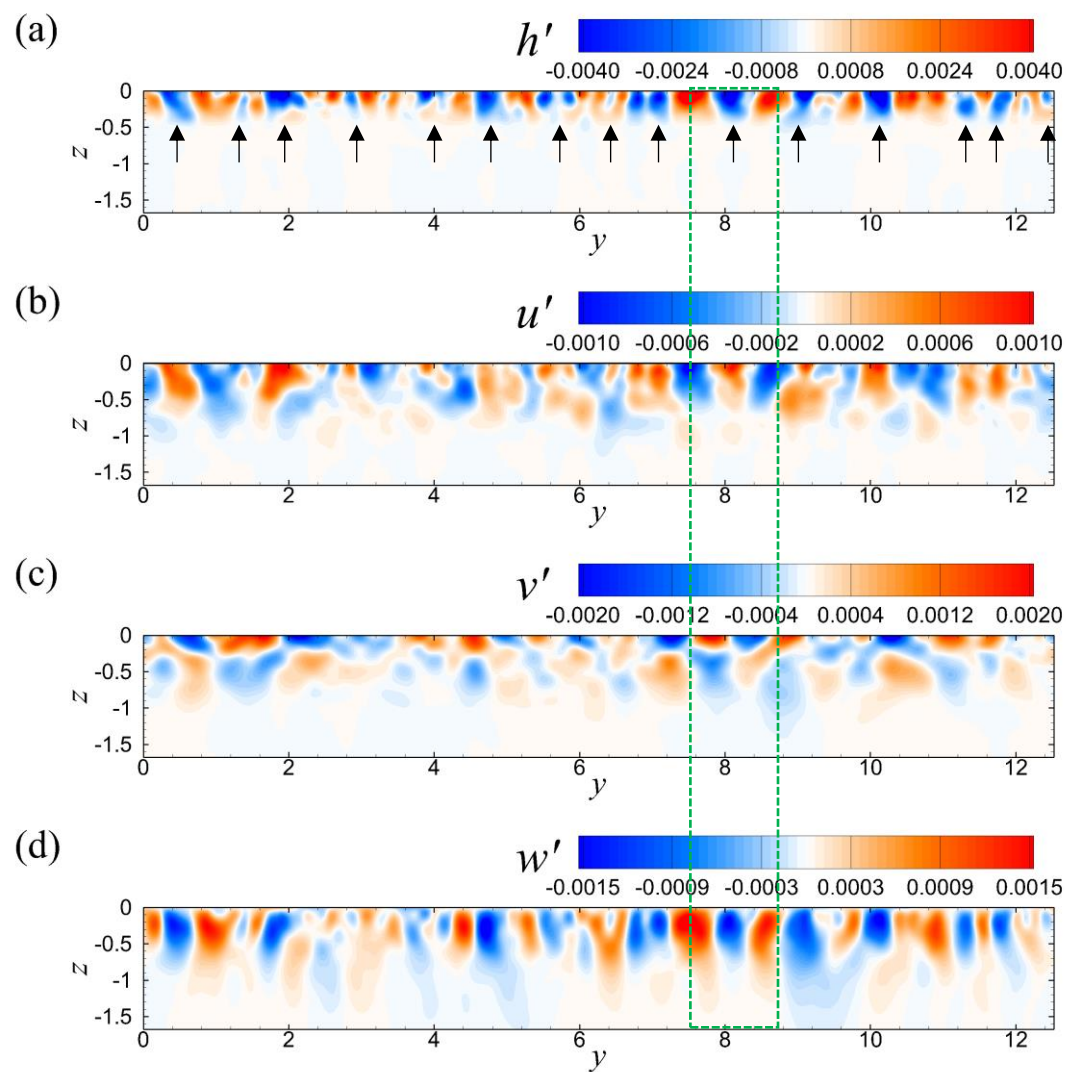 (a)
h′
-0.0040 -0.0024 -0.0008 0.0008 0.0024 0.0040
0
-0.5
-1
-1.5
z
0 2 4 6 8 10 12
y
(b)
u′
-0.0010 -0.0006 -0.0002 0.0002 0.0006 0.0010
0
-0.5
-1
-1.5
z
0 2 4 6 8 10 12
y
(c)
v′
-0.0020 -0.0012 -0.0004 0.0004 0.0012 0.0020
0
-0.5
-1
-1.5
z
0 2 4 6 8 10 12
y
(d)
w′
-0.0015 -0.0009 -0.0003 0.0003 0.0009 0.0015
0
-0.5
-1
-1.5
z
0 2 4 6 8 10 12
y